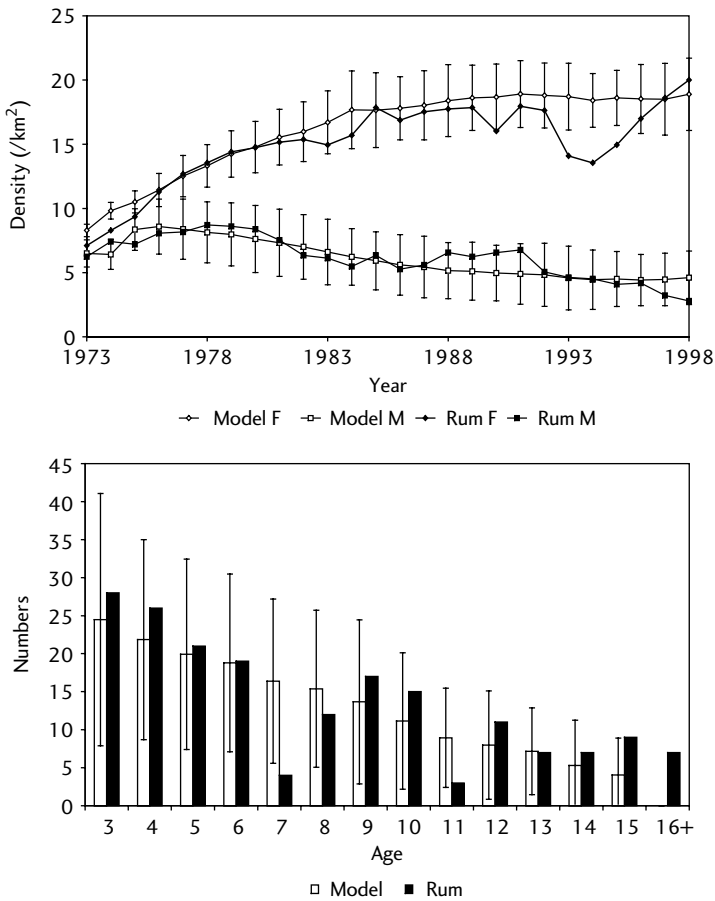 25
20
15
10
5
0
Density (/km²)
1973 1978 1983 1988 1993 1998
Year
Model F Model M Rum F Rum M
45
40
35
30
25
20
15
10
5
0
Numbers
3 4 5 6 7 8 9 10 11 12 13 14 15 16+
Age
Model Rum